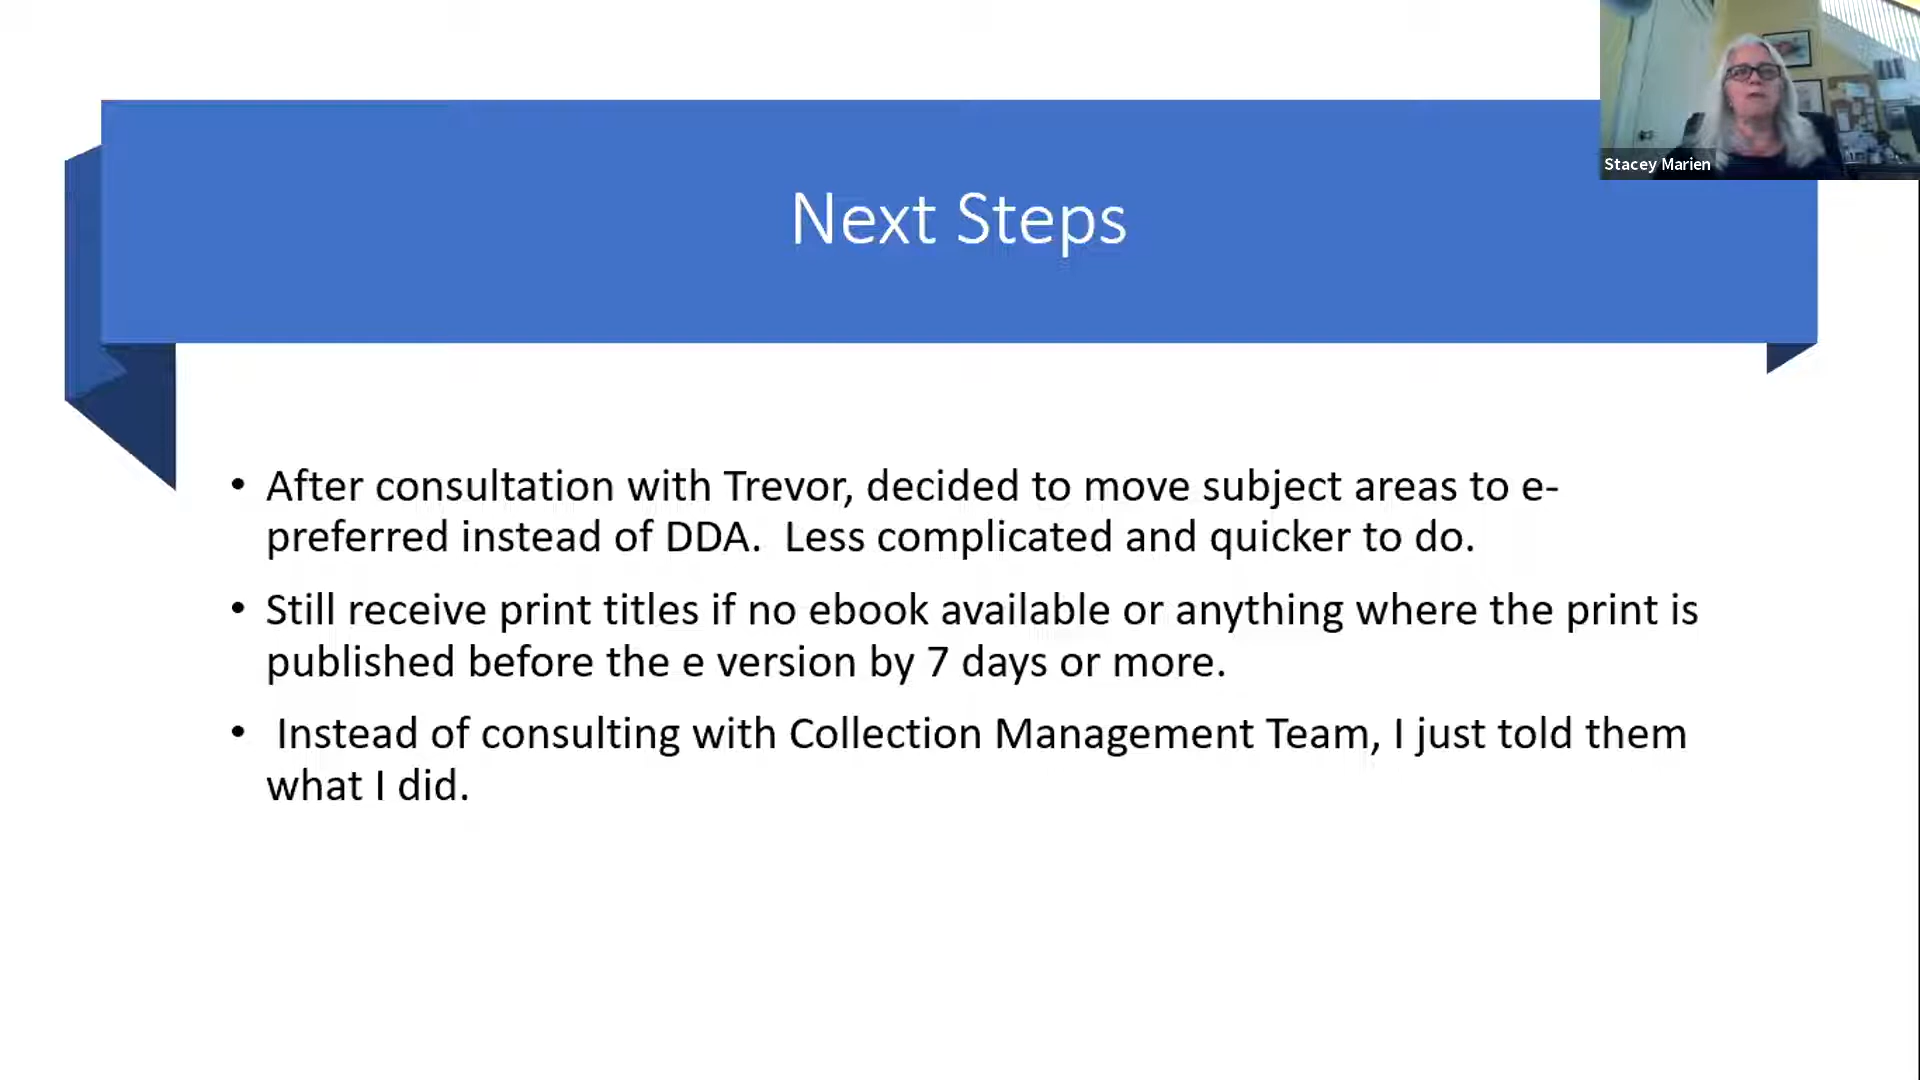 Stacey Marien
Next Steps
• After consultation with Trevor, decided to move subject areas to e-
preferred instead of DDA.  Less complicated and quicker to do.
• Still receive print titles if no ebook available or anything where the print is
published before the e version by 7 days or more.
•  Instead of consulting with Collection Management Team, I just told them
what I did.